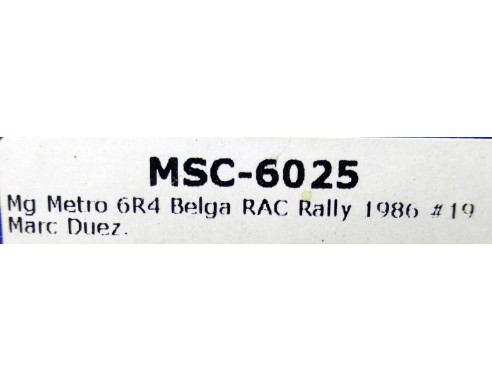 MSC-6025
Mg Metro 6R4 Belga RAC Rally 1986 #19
Marc Duez.